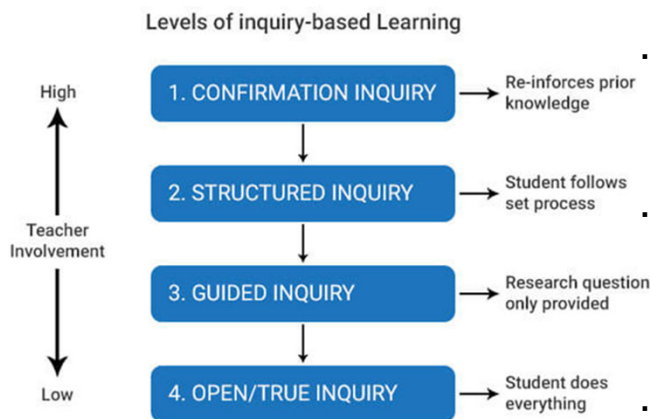 Levels of inquiry-based Learning
High
1. CONFIRMATION INQUIRY
Re-inforces prior
knowledge
2. STRUCTURED INQUIRY
Student follows
set process
Teacher
Involvement
3. GUIDED INQUIRY
Research question
only provided
Low
4. OPEN/TRUE INQUIRY
Student does
everything